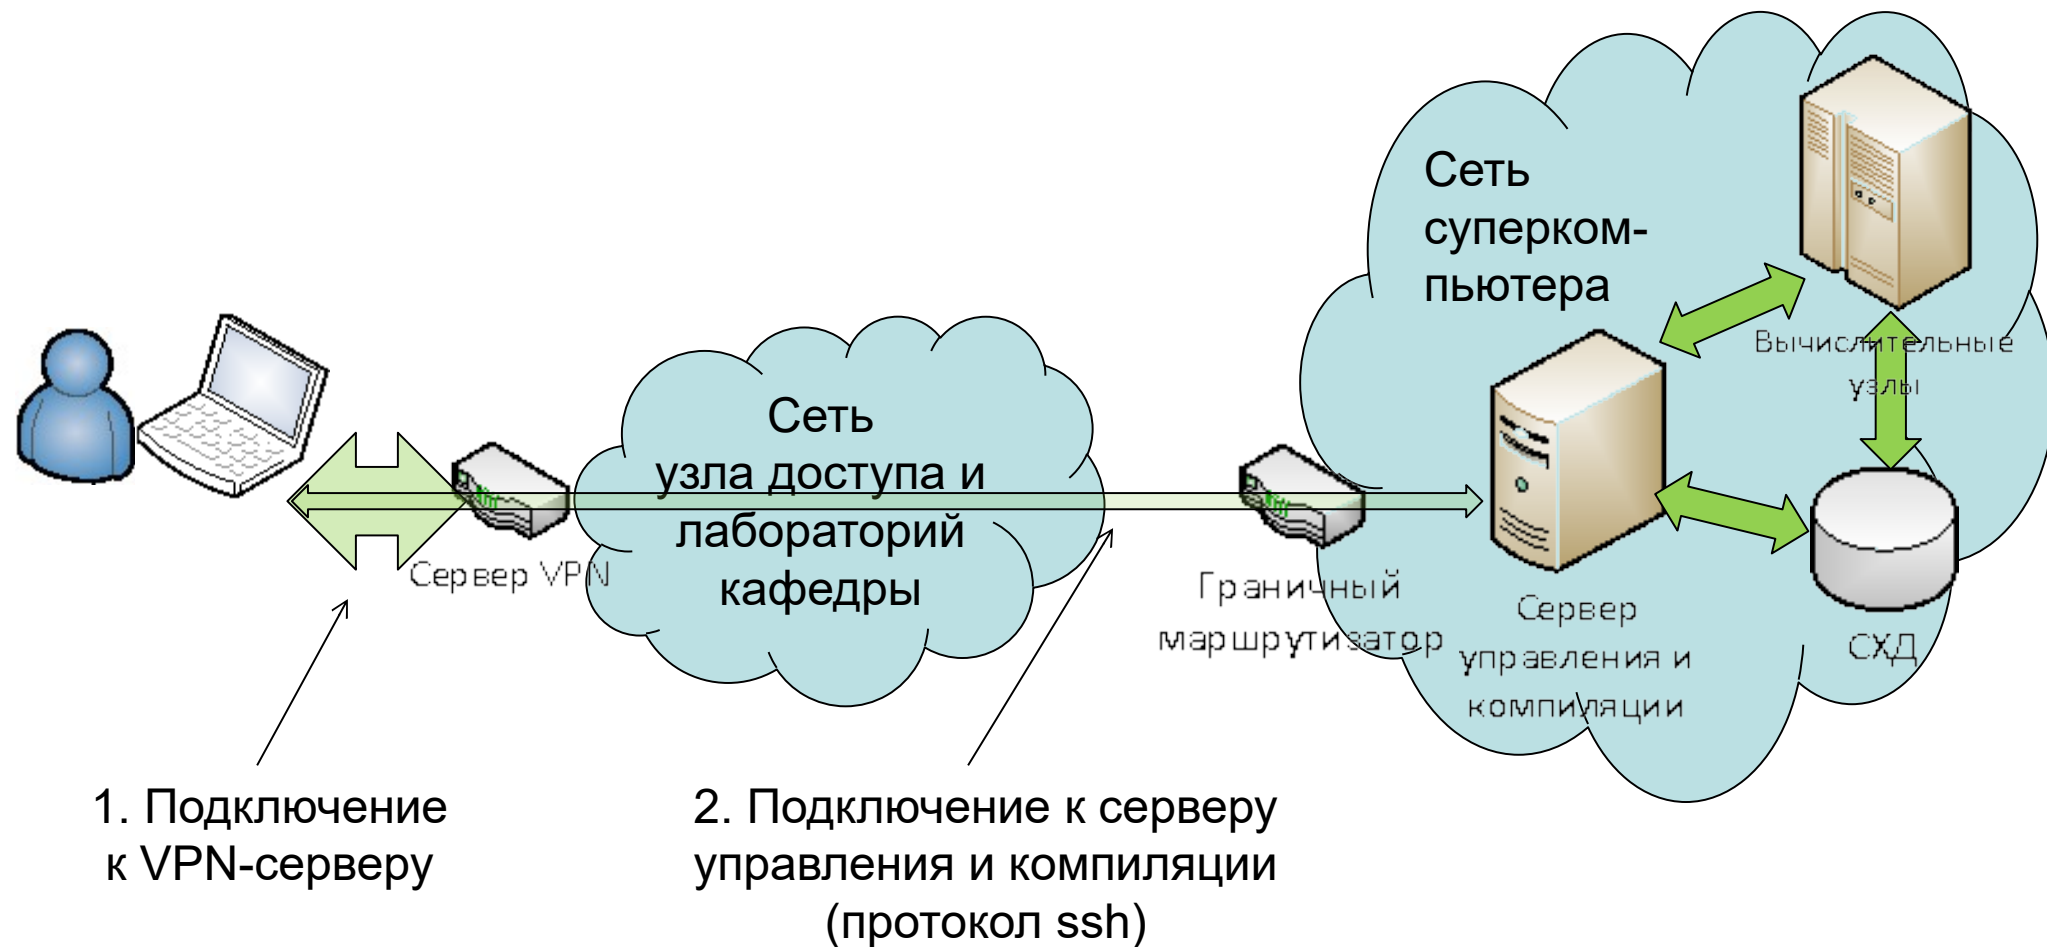 Сеть
суперком-
пьютера
Вычислительные
узлы
Сеть
узла доступа и
лабораторий
кафедры
Сервер VPN
Граничный
маршрутизатор
Сервер
управления и
компиляции
СХД
1. Подключение
к VPN-серверу
2. Подключение к серверу
управления и компиляции
(протокол ssh)